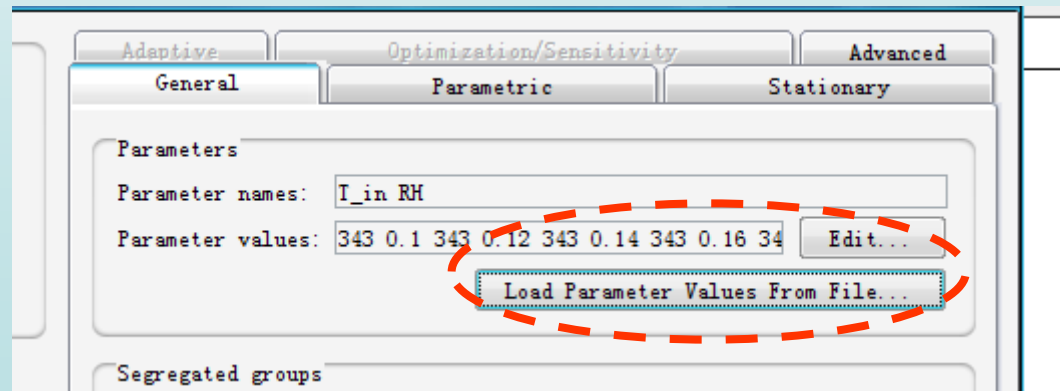 Adaptive Optimization/Sensitivity Advanced
General Parametric Stationary
Parameters
Parameter names: T_in RH
Parameter values: 343 0.1 343 0.12 343 0.14 343 0.16 34 Edit...
Load Parameter Values From File...
Segregated groups